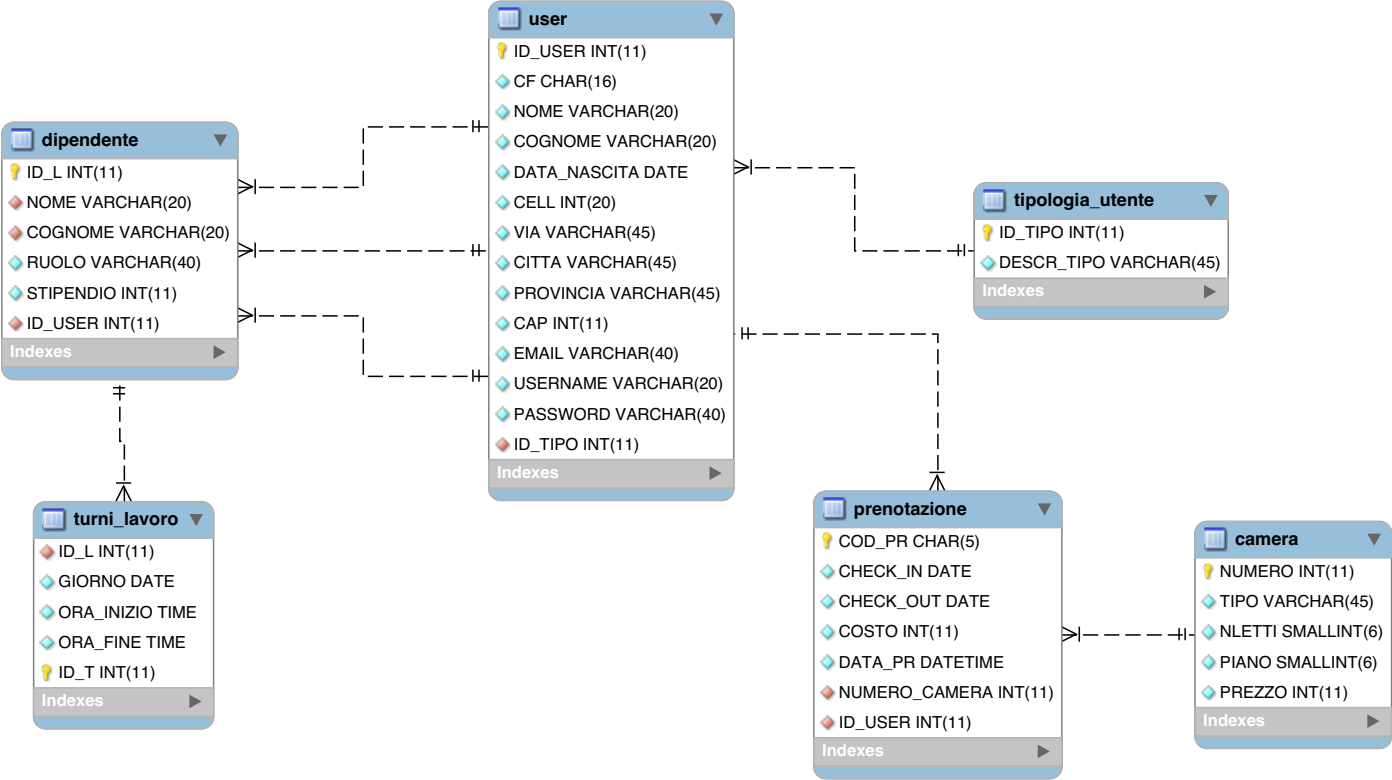 user
ID_USER INT(11)
CF CHAR(16)
NOME VARCHAR(20)
COGNOME VARCHAR(20)
DATA_NASCITA DATE
CELL INT(20)
VIA VARCHAR(45)
CITTA VARCHAR(45)
PROVINCIA VARCHAR(45)
CAP INT(11)
EMAIL VARCHAR(40)
USERNAME VARCHAR(20)
PASSWORD VARCHAR(40)
ID_TIPO INT(11)
Indexes
dipendente
ID_L INT(11)
NOME VARCHAR(20)
COGNOME VARCHAR(20)
RUOLO VARCHAR(40)
STIPENDIO INT(11)
ID_USER INT(11)
Indexes
tipologia_utente
ID_TIPO INT(11)
DESCR_TIPO VARCHAR(45)
Indexes
turni_lavoro
ID_L INT(11)
GIORNO DATE
ORA_INIZIO TIME
ORA_FINE TIME
ID_T INT(11)
Indexes
prenotazione
COD_PR CHAR(5)
CHECK_IN DATE
CHECK_OUT DATE
COSTO INT(11)
DATA_PR DATETIME
NUMERO_CAMERA INT(11)
ID_USER INT(11)
Indexes
camera
NUMERO INT(11)
TIPO VARCHAR(45)
NLETTI SMALLINT(6)
PIANO SMALLINT(6)
PREZZO INT(11)
Indexes